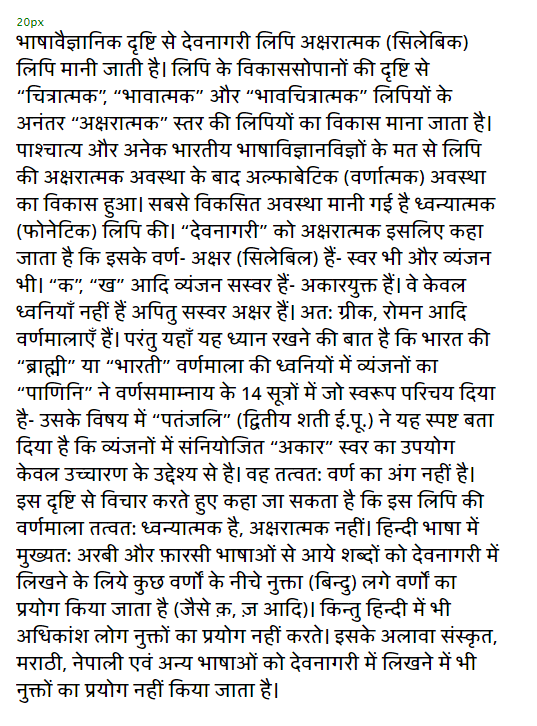 20px
भाषावैज्ञानिक दृष्टि से देवनागरी लिपि अक्षरात्मक (सिलेबिक)
लिपि मानी जाती है। लिपि के विकाससोपानों की दृष्टि से
“चित्रात्मक”, “भावात्मक” और “भावचित्रात्मक” लिपियों के
अनंतर “अक्षरात्मक” स्तर की लिपियों का विकास माना जाता है।
पाश्चात्य और अनेक भारतीय भाषाविज्ञानविज्ञों के मत से लिपि
की अक्षरात्मक अवस्था के बाद अल्फाबेटिक (वर्णात्मक) अवस्था
का विकास हुआ। सबसे विकसित अवस्था मानी गई है ध्वन्यात्मक
(फोनेटिक) लिपि की। “देवनागरी” को अक्षरात्मक इसलिए कहा
जाता है कि इसके वर्ण- अक्षर (सिलेबिल) हैं- स्वर भी और व्यंजन
भी। “क”, “ख” आदि व्यंजन सस्वर हैं- अकारयुक्त हैं। वे केवल
ध्वनियाँ नहीं हैं अपितु सस्वर अक्षर हैं। अतः ग्रीक, रोमन आदि
वर्णमालाएँ हैं। परंतु यहाँ यह ध्यान रखने की बात है कि भारत की
“ब्राह्मी” या “भारती” वर्णमाला की ध्वनियों में व्यंजनों का
“पाणिनि” ने वर्णसमाम्नाय के 14 सूत्रों में जो स्वरूप परिचय दिया
है- उसके विषय में “पतंजलि” (द्वितीय शती ई.पू.) ने यह स्पष्ट बता
दिया है कि व्यंजनों में संनियोजित “अकार” स्वर का उपयोग
केवल उच्चारण के उद्देश्य से है। वह तत्वतः वर्ण का अंग नहीं है।
इस दृष्टि से विचार करते हुए कहा जा सकता है कि इस लिपि की
वर्णमाला तत्वतः ध्वन्यात्मक है, अक्षरात्मक नहीं। हिन्दी भाषा में
मुख्यतः अरबी और फ़ारसी भाषाओं से आये शब्दों को देवनागरी में
लिखने के लिये कुछ वर्णों के नीचे नुक्ता (बिन्दु) लगे वर्णों का
प्रयोग किया जाता है (जैसे क़, ज़ आदि)। किन्तु हिन्दी में भी
अधिकांश लोग नुक्तों का प्रयोग नहीं करते। इसके अलावा संस्कृत,
मराठी, नेपाली एवं अन्य भाषाओं को देवनागरी में लिखने में भी
नुक्तों का प्रयोग नहीं किया जाता है।